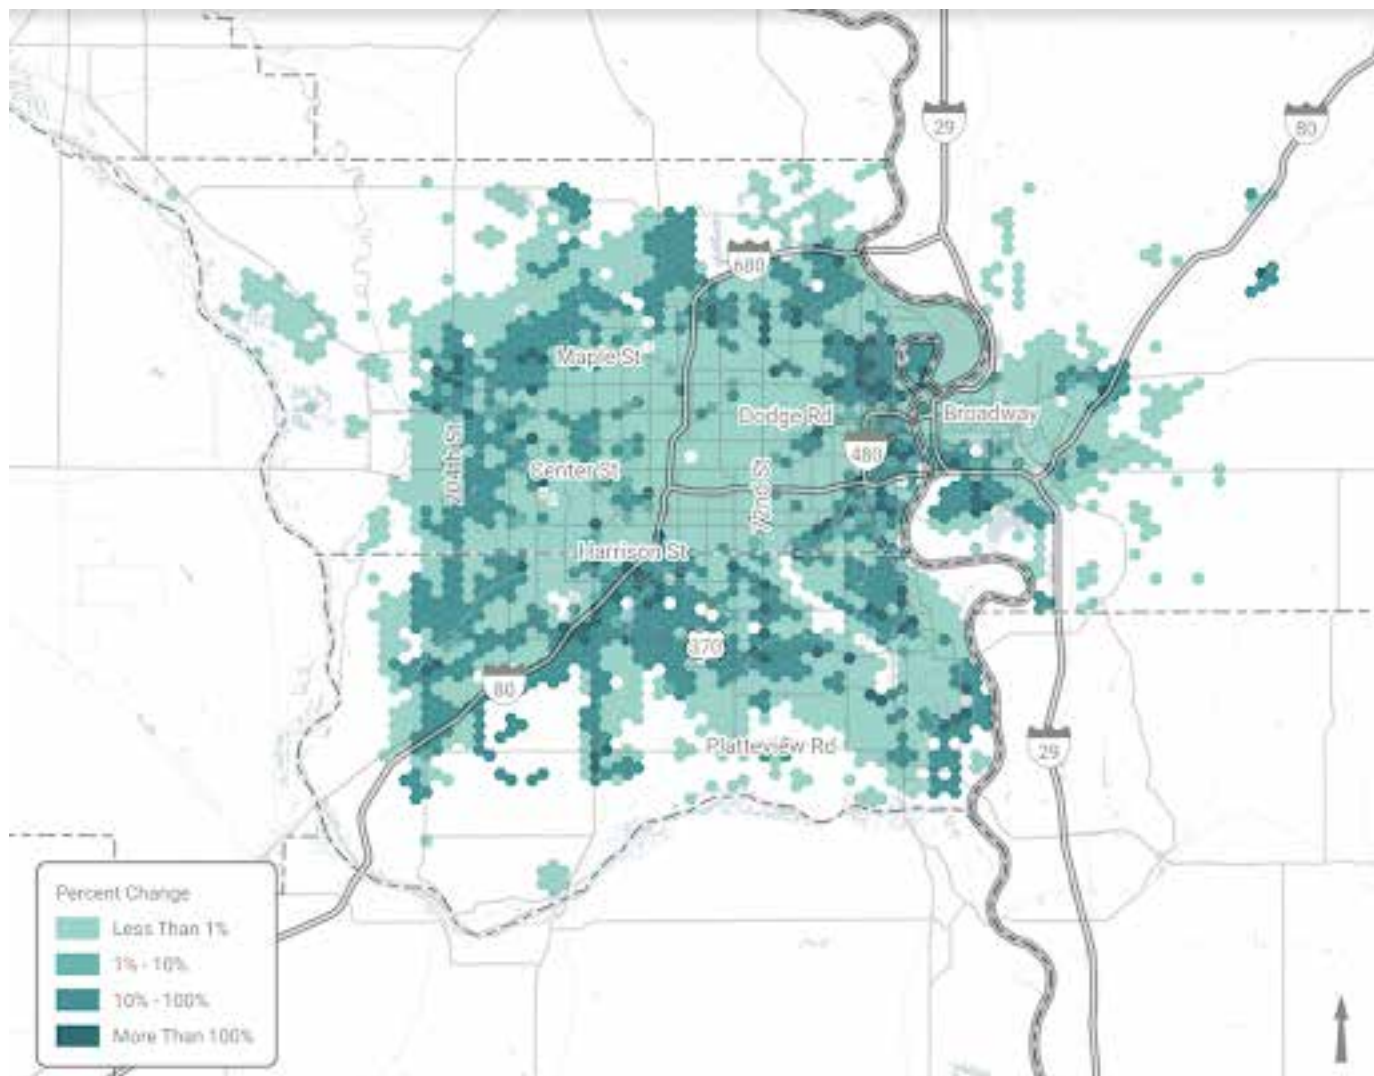 29
80
680
Maple St
Dodge Rd
Broadway
480
204th St
Center St
72nd St
Harrison St
370
80
Platteview Rd
29
Percent Change
Less Than 1%
1% - 10%
10% - 100%
More Than 100%